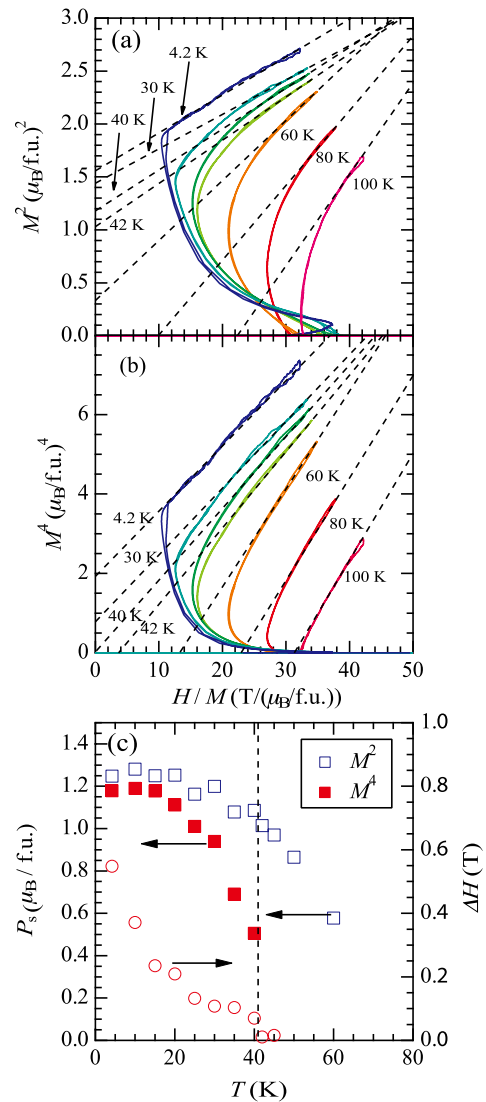 (a)
3.0
2.5
2.0
1.5
1.0
0.5
0.0
M² (μB/f.u.)²
4.2 K
30 K
40 K
42 K
60 K
80 K
100 K
(b)
6
4
2
0
M⁴ (μB/f.u.)⁴
4.2 K
30 K
40 K
42 K
60 K
80 K
100 K
0 10 20 30 40 50
H / M (T/(μB/f.u.))
(c)
1.4
1.2
1.0
0.8
0.6
0.4
0.2
0.0
Ps (μB / f.u.)
M²
M⁴
1.0
0.8
0.6
0.4
0.2
0.0
ΔH (T)
0 20 40 60 80
T (K)